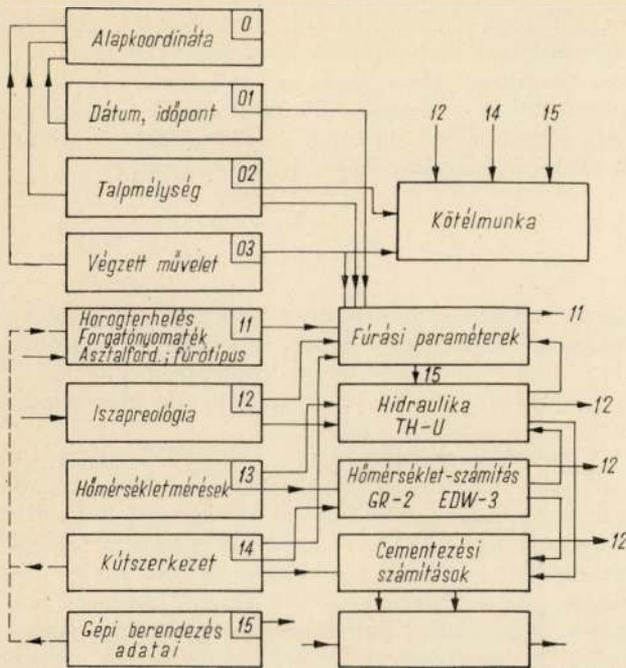 0
Alapkoordináta
01
Dátum, időpont
02
Talpmélység
03
Végzett művelet
11
Horogterhelés
Forgatónyomaték
Asztalford.; fúrótípus
12
Iszapreológia
13
Hőmérsékletmérések
14
Kútszerkezet
15
Gépi berendezés
adatai
12 14 15
Kötélmunka
Fúrási paraméterek
11
15
Hidraulika
TH-U
12
Hőmérséklet-számítás
GR-2 EDW-3
12
Cementezési
számítások
12